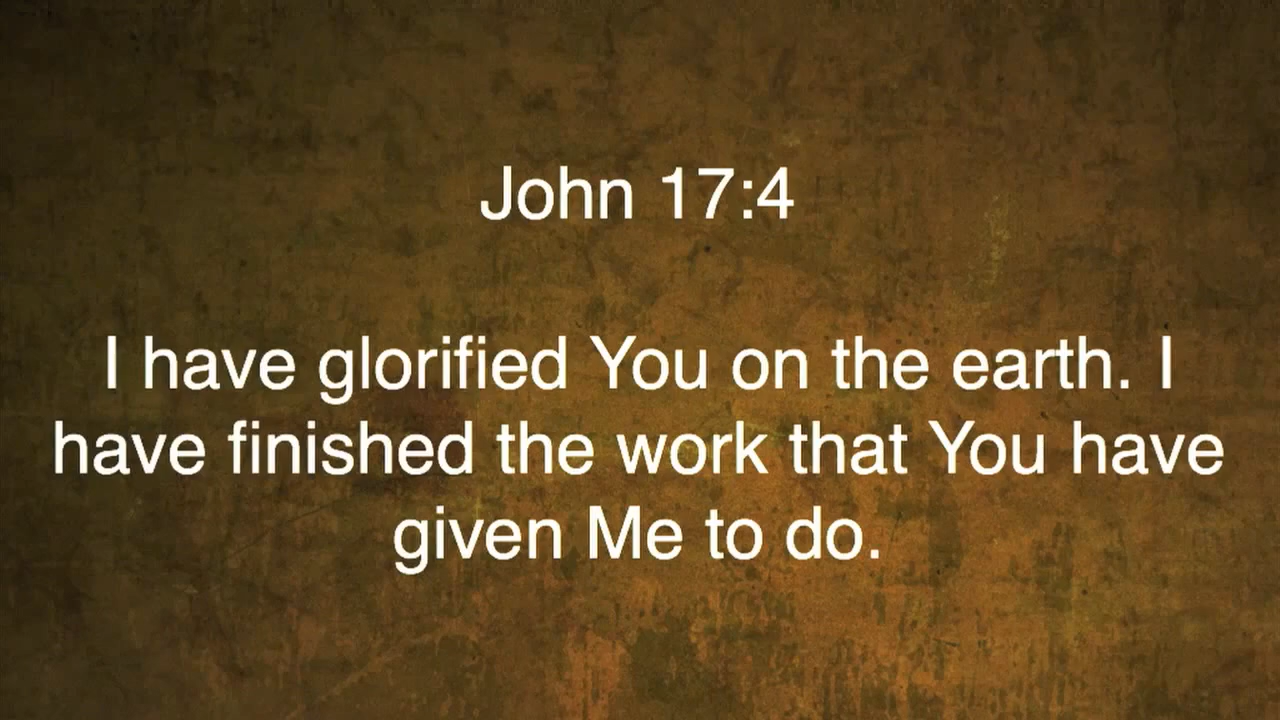 John 17:4
I have glorified You on the earth. I
have finished the work that You have
given Me to do.